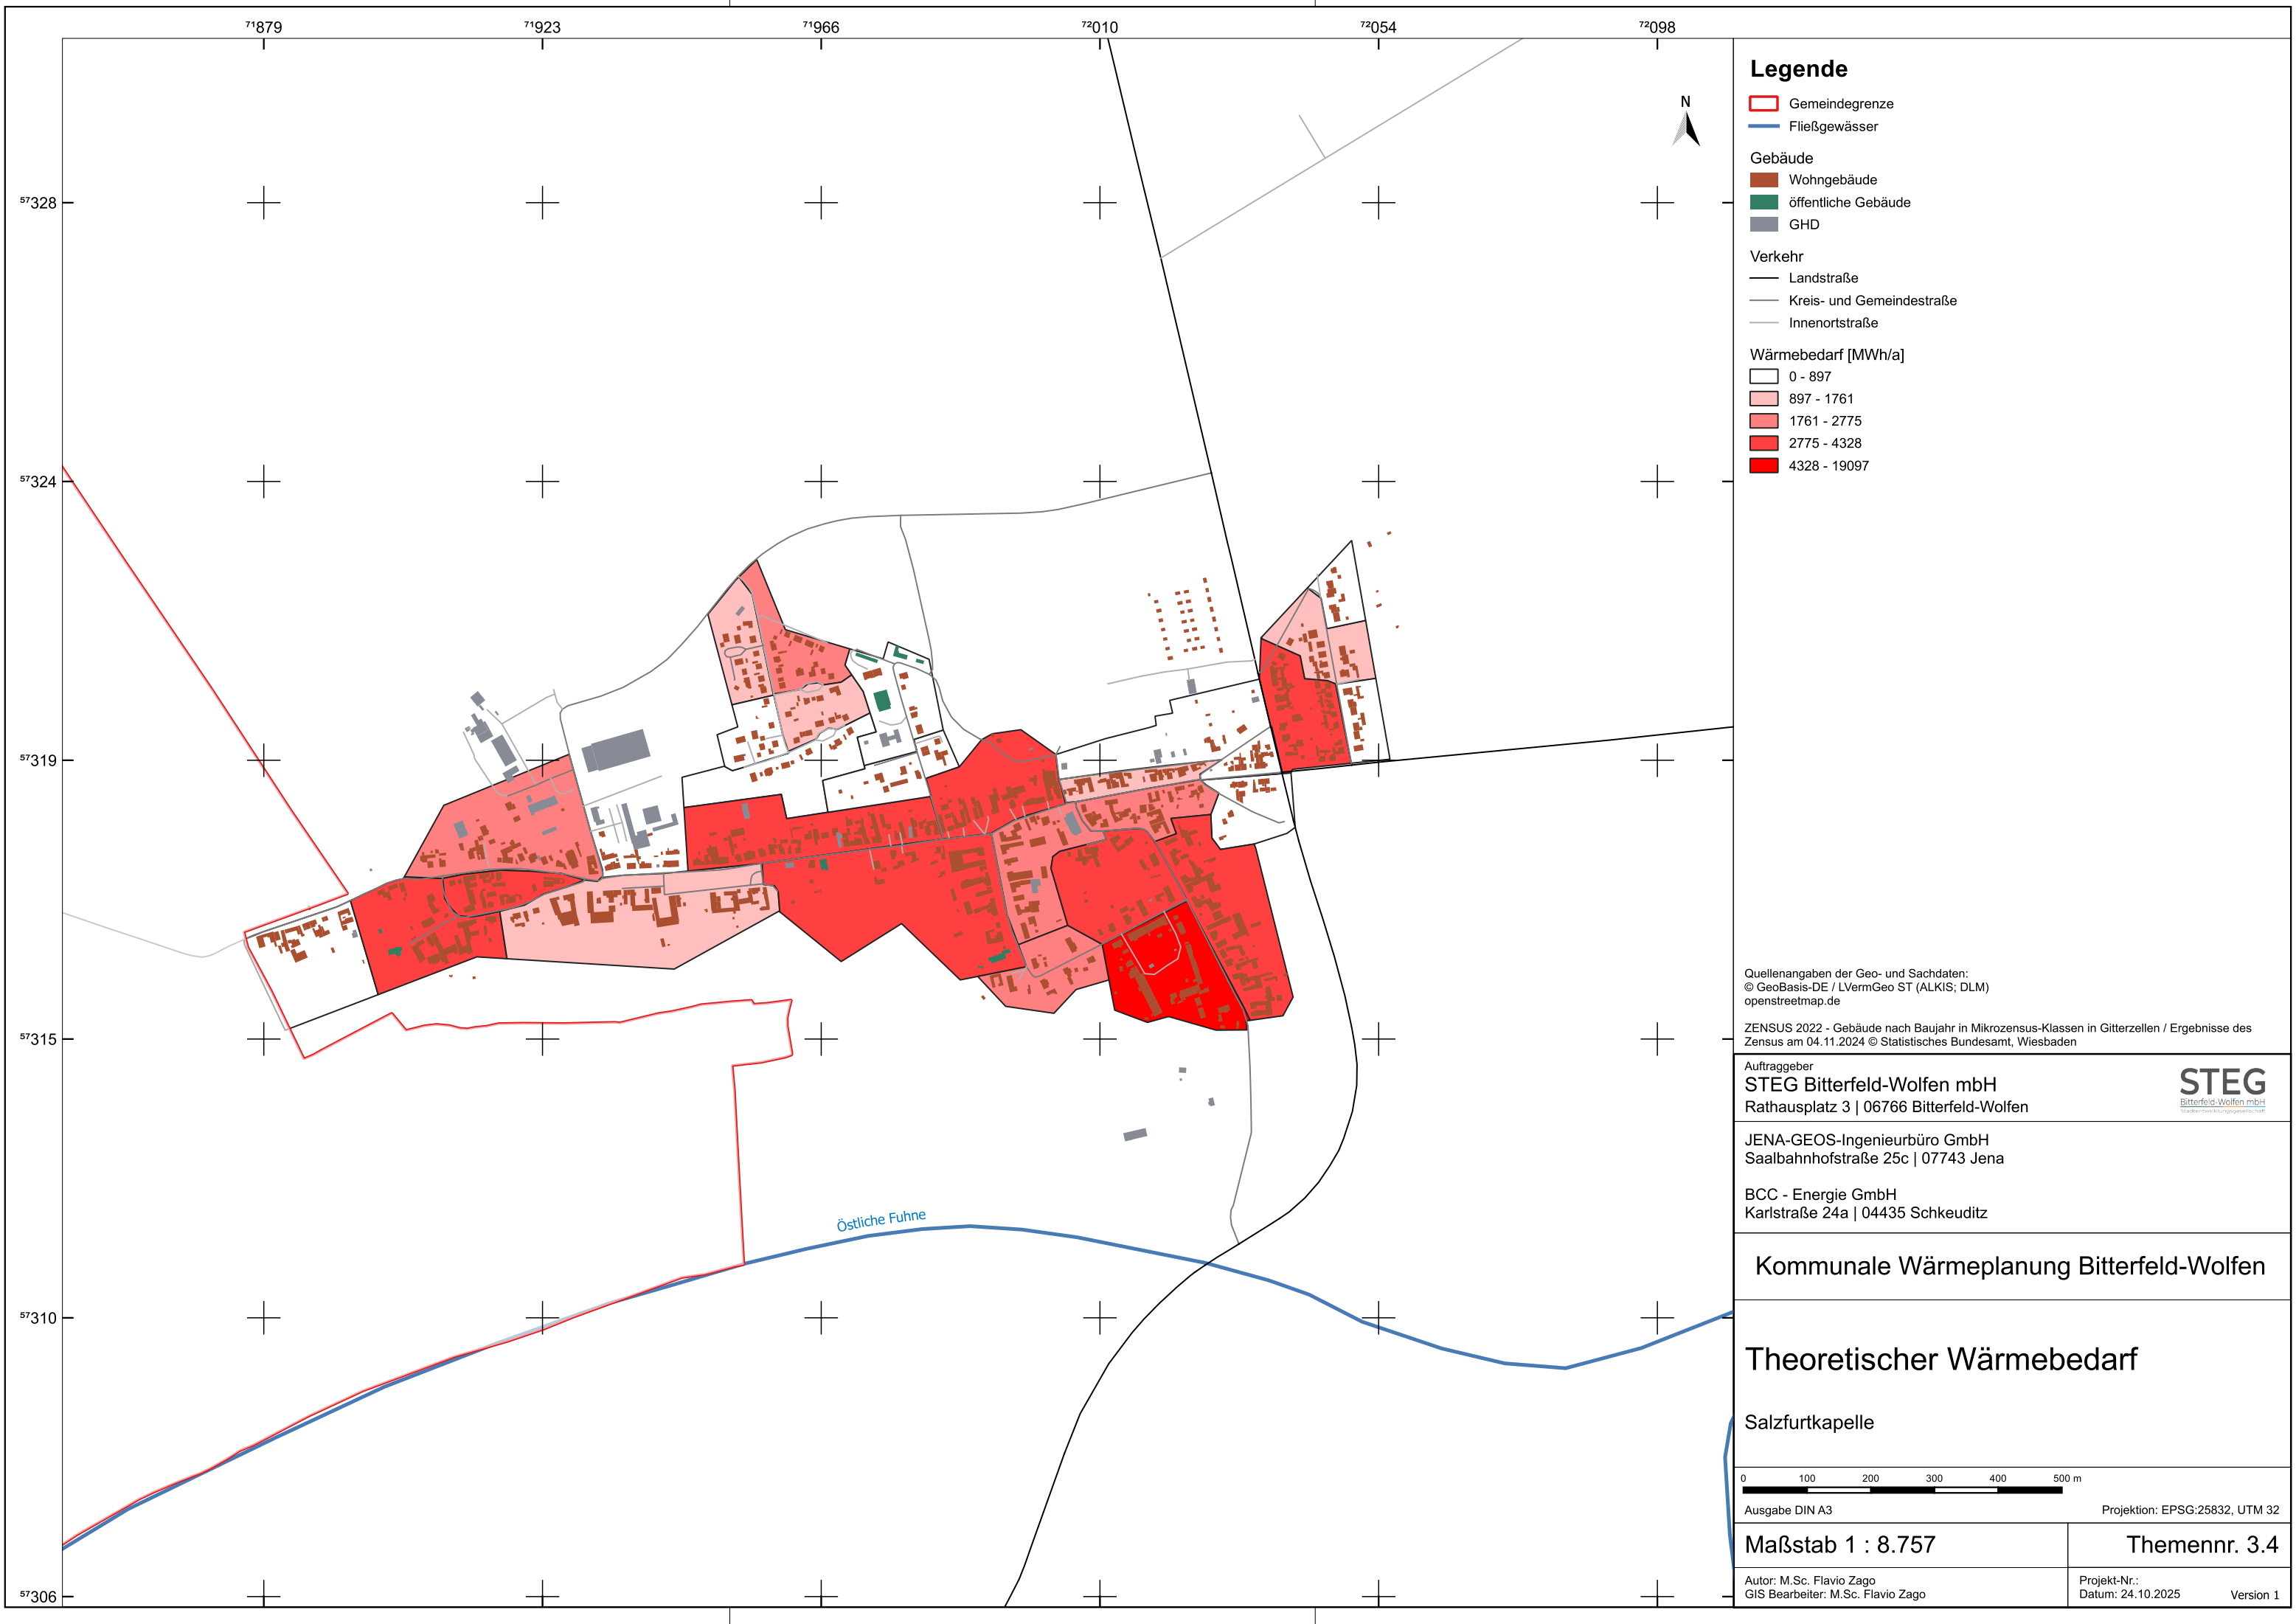 71879 71923 71966 72010 72054 72098
57328
57324
57319
57315
57310
57306
N
Östliche Fuhne
Legende
Gemeindegrenze
Fließgewässer
Gebäude
Wohngebäude
öffentliche Gebäude
GHD
Verkehr
Landstraße
Kreis- und Gemeindestraße
Innenortstraße
Wärmebedarf [MWh/a]
0 - 897
897 - 1761
1761 - 2775
2775 - 4328
4328 - 19097
Quellenangaben der Geo- und Sachdaten:
© GeoBasis-DE / LVermGeo ST (ALKIS; DLM)
openstreetmap.de
ZENSUS 2022 - Gebäude nach Baujahr in Mikrozensus-Klassen in Gitterzellen / Ergebnisse des
Zensus am 04.11.2024 © Statistisches Bundesamt, Wiesbaden
Auftraggeber
STEG Bitterfeld-Wolfen mbH
Rathausplatz 3 | 06766 Bitterfeld-Wolfen
STEG
Bitterfeld-Wolfen mbH
Stadtentwicklungsgesellschaft
JENA-GEOS-Ingenieurbüro GmbH
Saalbahnhofstraße 25c | 07743 Jena
BCC - Energie GmbH
Karlstraße 24a | 04435 Schkeuditz
Kommunale Wärmeplanung Bitterfeld-Wolfen
Theoretischer Wärmebedarf
Salzfurtkapelle
0 100 200 300 400 500 m
Ausgabe DIN A3 Projektion: EPSG:25832, UTM 32
Maßstab 1 : 8.757 Themennr. 3.4
Autor: M.Sc. Flavio Zago
GIS Bearbeiter: M.Sc. Flavio Zago
Projekt-Nr.:
Datum: 24.10.2025 Version 1